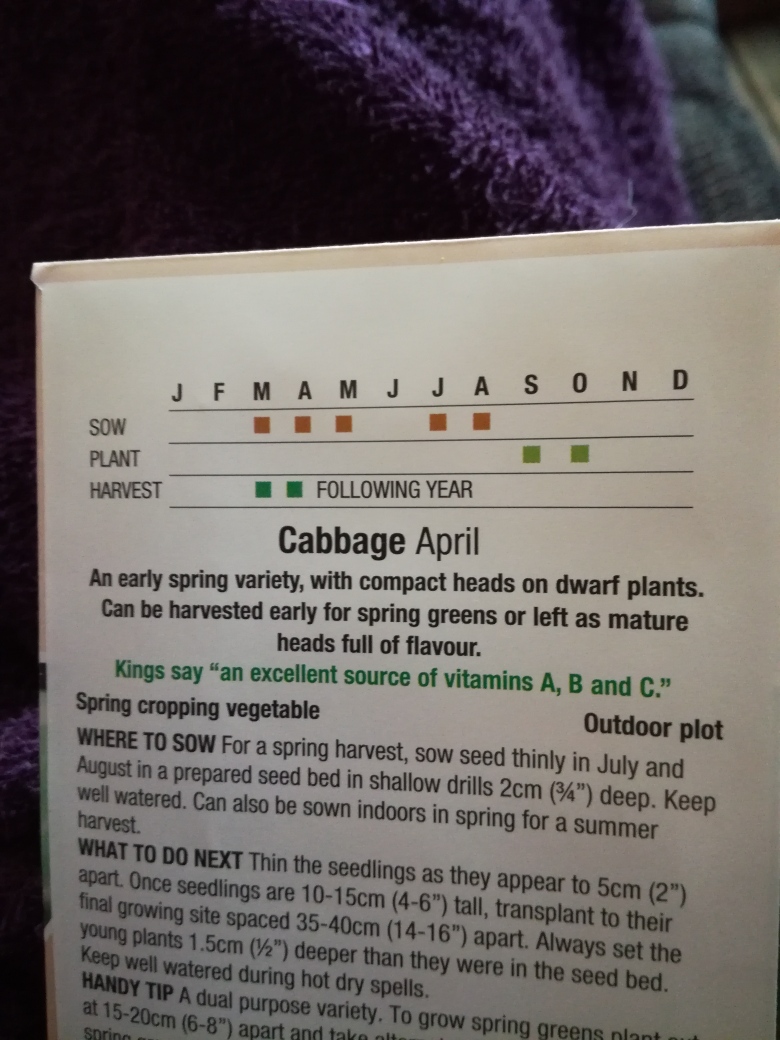 J F M A M J J A S O N D
SOW
PLANT
HARVEST FOLLOWING YEAR
Cabbage April
An early spring variety, with compact heads on dwarf plants.
Can be harvested early for spring greens or left as mature
heads full of flavour.
Kings say “an excellent source of vitamins A, B and C.”
Spring cropping vegetable Outdoor plot
WHERE TO SOW For a spring harvest, sow seed thinly in July and
August in a prepared seed bed in shallow drills 2cm (¾”) deep. Keep
well watered. Can also be sown indoors in spring for a summer
harvest.
WHAT TO DO NEXT Thin the seedlings as they appear to 5cm (2”)
apart. Once seedlings are 10-15cm (4-6”) tall, transplant to their
final growing site spaced 35-40cm (14-16”) apart. Always set the
young plants 1.5cm (½”) deeper than they were in the seed bed.
Keep well watered during hot dry spells.
HANDY TIP A dual purpose variety. To grow spring greens plant out
at 15-20cm (6-8”) apart and take
spring